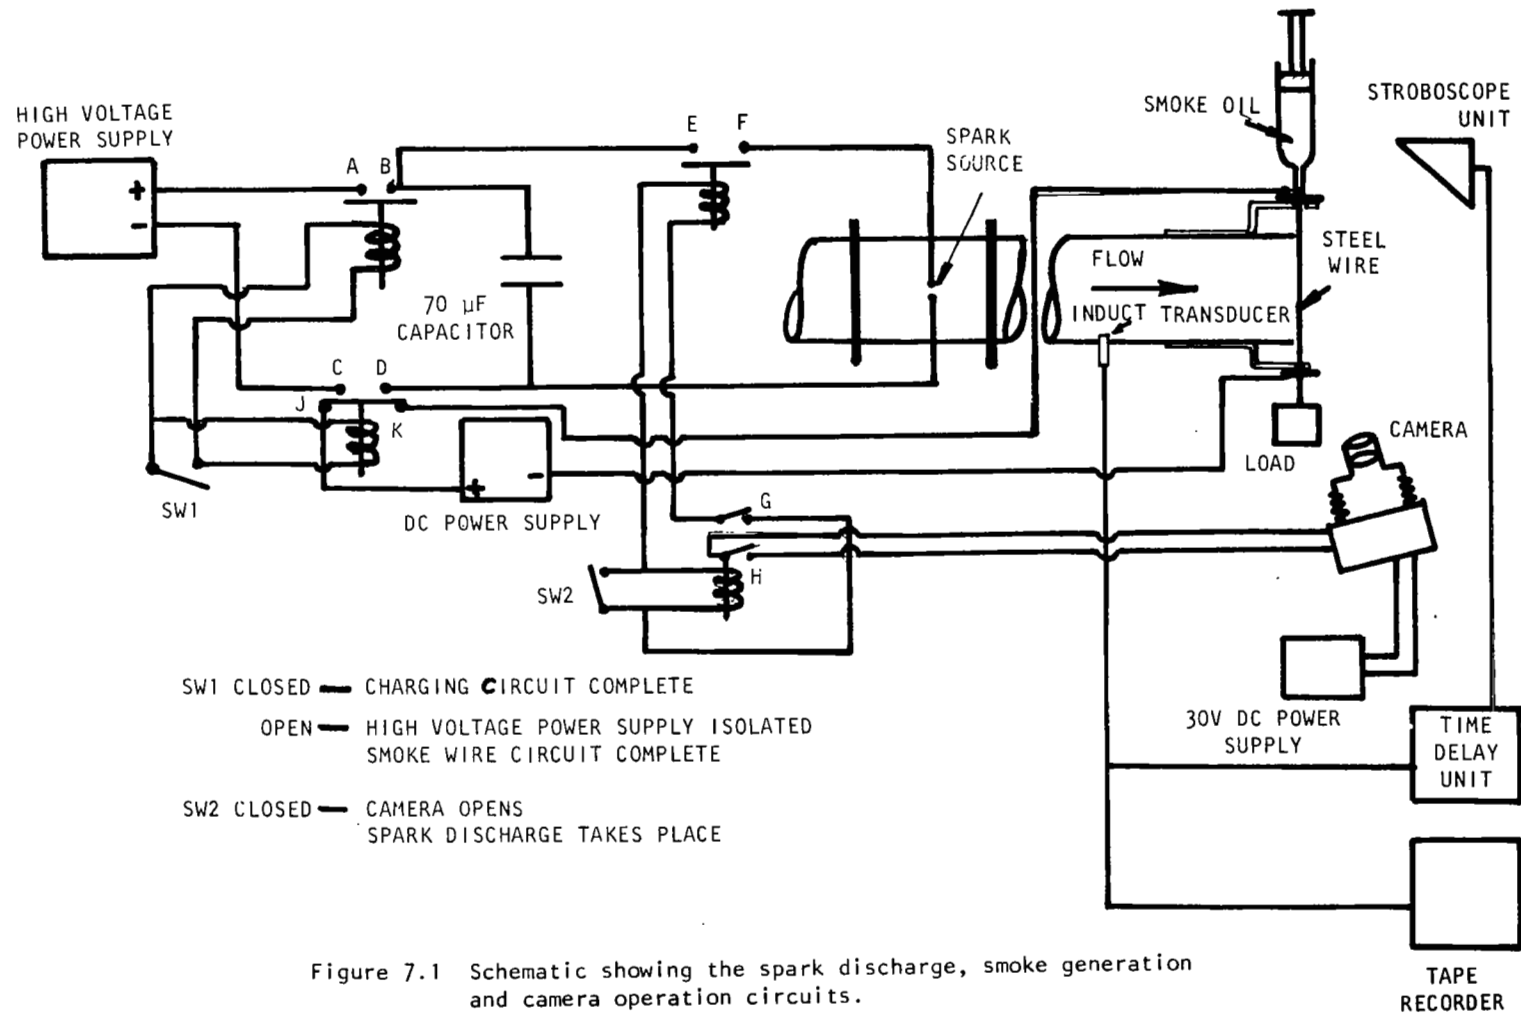 HIGH VOLTAGE
POWER SUPPLY
+
-
A B
E F
SPARK
SOURCE
SMOKE OIL
STROBOSCOPE
UNIT
70 µF
CAPACITOR
FLOW
INDUCT TRANSDUCER
STEEL
WIRE
C D
J
K
+
-
SW1
DC POWER SUPPLY
G
H
SW2
LOAD
CAMERA
30V DC POWER
SUPPLY
TIME
DELAY
UNIT
TAPE
RECORDER
SW1 CLOSED — CHARGING CIRCUIT COMPLETE
OPEN — HIGH VOLTAGE POWER SUPPLY ISOLATED
SMOKE WIRE CIRCUIT COMPLETE
SW2 CLOSED — CAMERA OPENS
SPARK DISCHARGE TAKES PLACE
Figure 7.1 Schematic showing the spark discharge, smoke generation
and camera operation circuits.